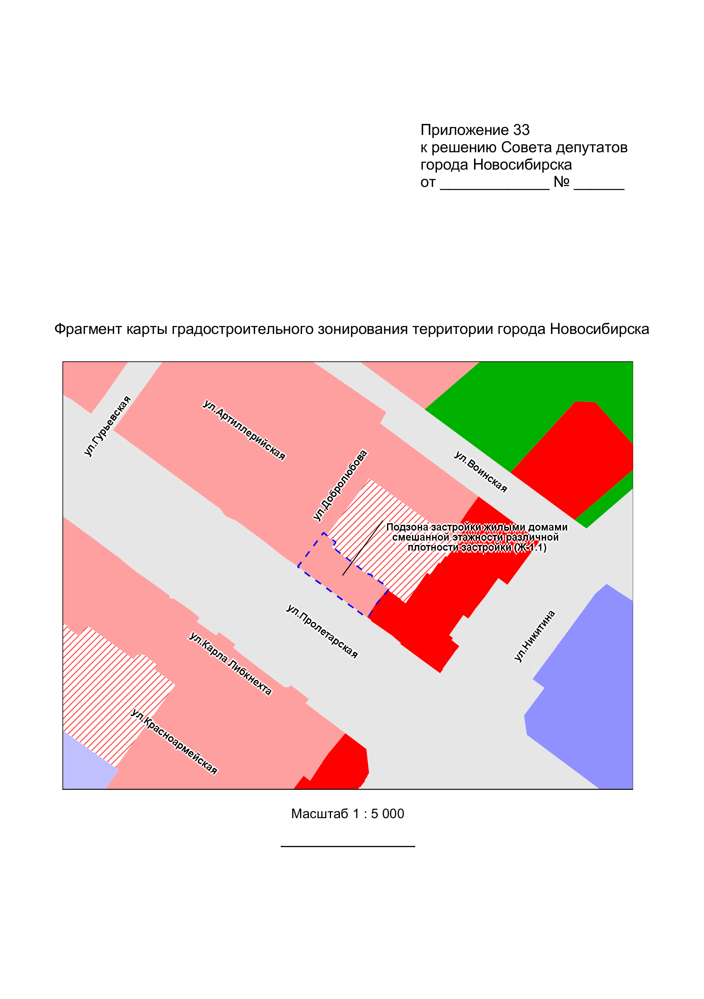 Приложение 33
к решению Совета депутатов
города Новосибирска
от _____________ № ______
Фрагмент карты градостроительного зонирования территории города Новосибирска
ул.Гурьевская
ул.Артиллерийская
ул.Добролюбова
ул.Воинская
Подзона застройки жилыми домами
смешанной этажности различной
плотности застройки (Ж-1.1)
ул.Пролетарская
ул.Никитина
ул.Карла Либкнехта
ул.Красноармейская
Масштаб 1 : 5 000